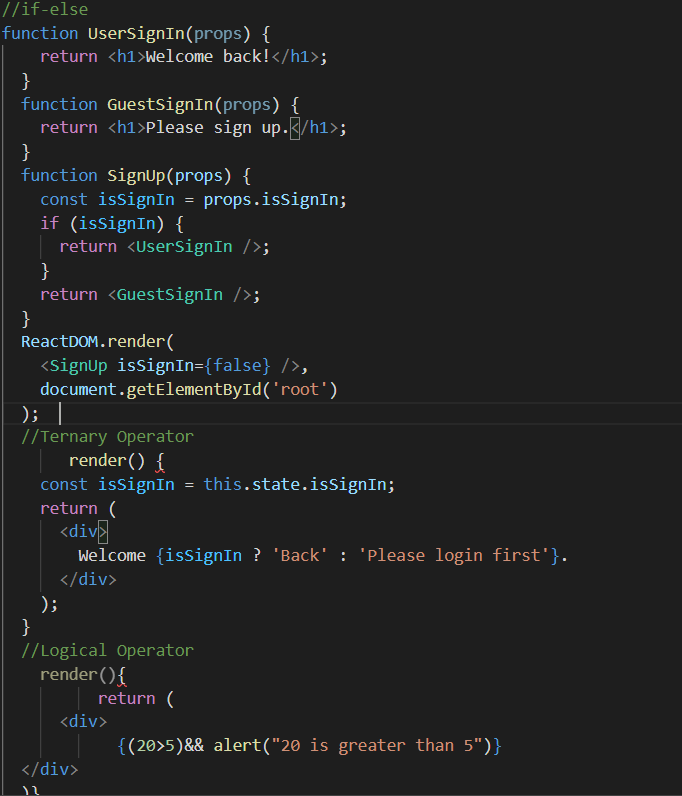 //if-else
function UserSignIn(props) {
    return <h1>Welcome back!</h1>;
  }
  function GuestSignIn(props) {
    return <h1>Please sign up.</h1>;
  }
  function SignUp(props) {
    const isSignIn = props.isSignIn;
    if (isSignIn) {
      return <UserSignIn />;
    }
    return <GuestSignIn />;
  }
  ReactDOM.render(
    <SignUp isSignIn={false} />,
    document.getElementById('root')
  );
  //Ternary Operator
       render() {
    const isSignIn = this.state.isSignIn;
    return (
      <div>
        Welcome {isSignIn ? 'Back' : 'Please login first'}.
      </div>
    );
  }
  //Logical Operator
    render(){
          return (
      <div>
            {(20>5)&& alert("20 is greater than 5")}
  </div>
  )}